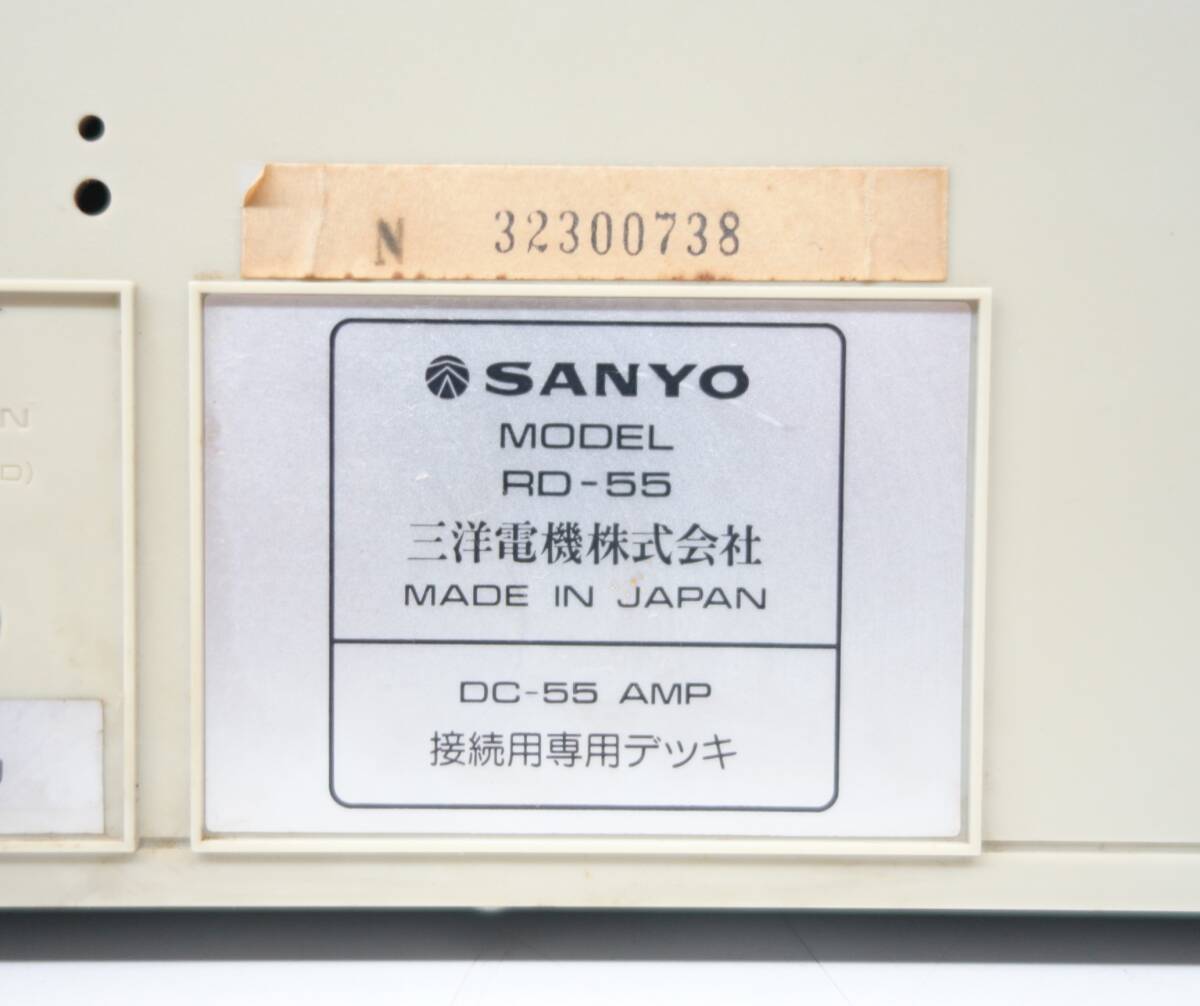 N 32300738
SANYO
MODEL
RD-55
三洋電機株式会社
MADE IN JAPAN
DC-55 AMP
接続用専用デッキ
N
D)